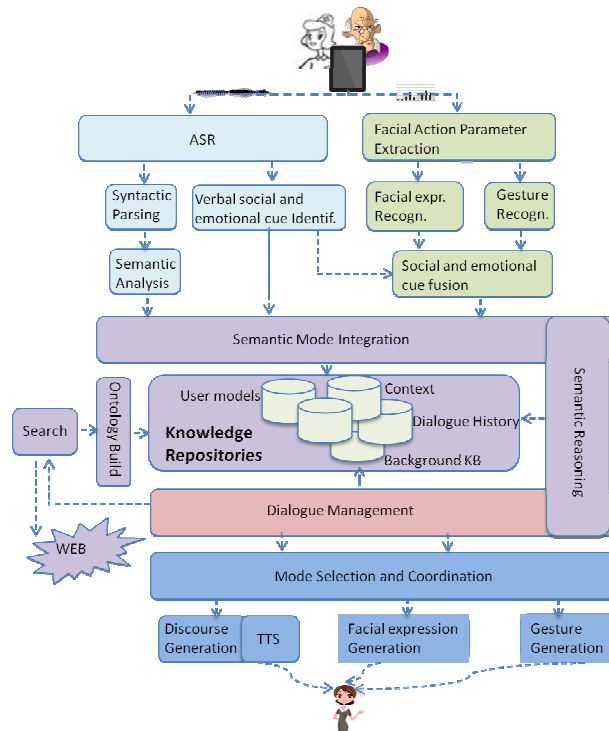 ASR
Facial Action Parameter
Extraction
Syntactic
Parsing
Verbal social and
emotional cue Identif.
Facial expr.
Recogn.
Gesture
Recogn.
Semantic
Analysis
Social and emotional
cue fusion
Semantic Mode Integration
Semantic Reasoning
Ontology Build
User models
Context
Dialogue History
Knowledge
Repositories
Background KB
Search
Dialogue Management
WEB
Mode Selection and Coordination
Discourse
Generation
TTS
Facial expression
Generation
Gesture
Generation